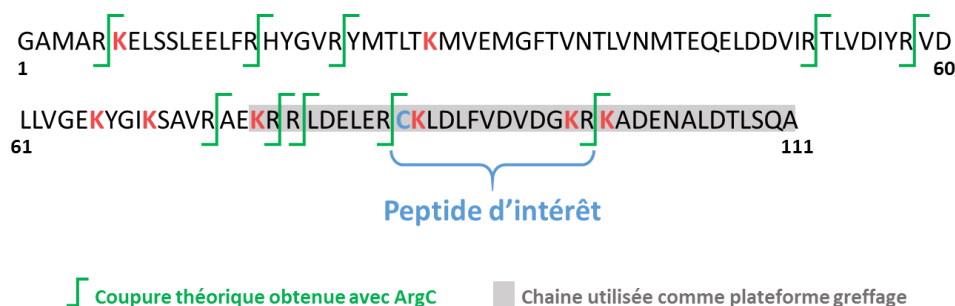 GAMARKELSSLEELFRHYGVRYMTLTKMVEMGFTVNTLVNMTEQELDDVIRTLVDIYRVD
1 60
LLVGEKYGIKSAVRAEKRRLDELERCKLDLFVDVDGKRKADENALDTLSQA
61 111
Peptide d’intérêt
Coupure théorique obtenue avec ArgC Chaine utilisée comme plateforme greffage